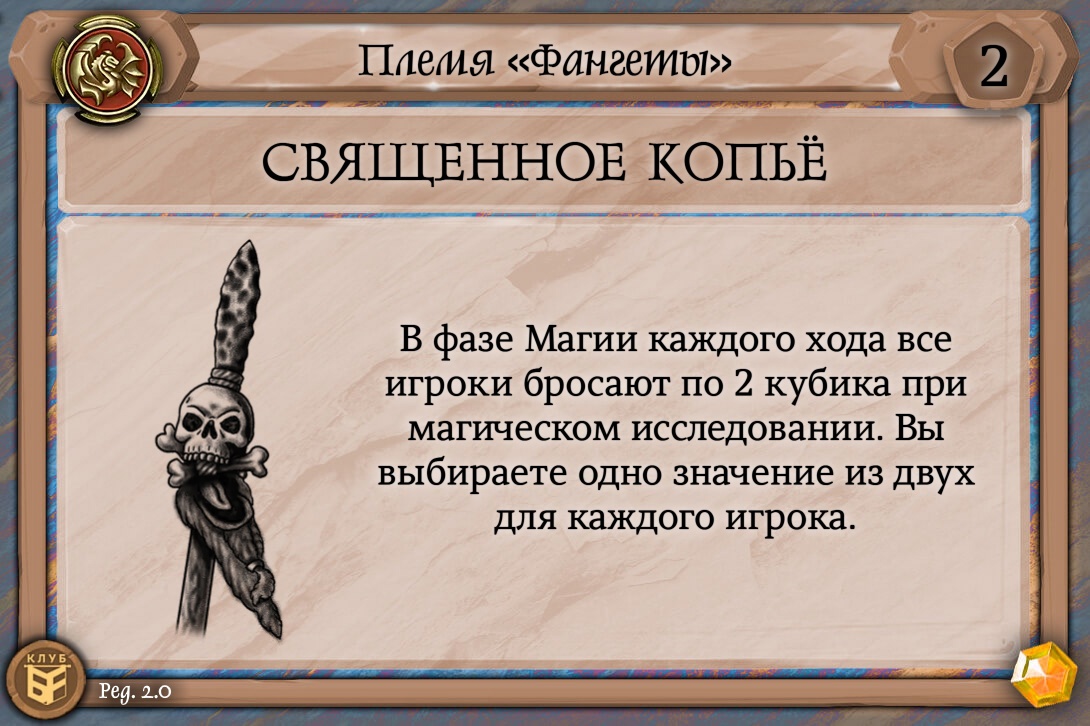 Племя «Фангеты»
2
СВЯЩЕННОЕ КОПЬЁ
В фазе Магии каждого хода все
игроки бросают по 2 кубика при
магическом исследовании. Вы
выбираете одно значение из двух
для каждого игрока.
КЛУБ
Ред. 2.0